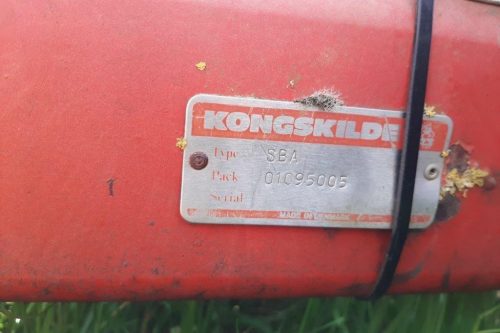 KONGSKILDE
Type SBA
Pack 01095005
Serial
MADE IN DENMARK